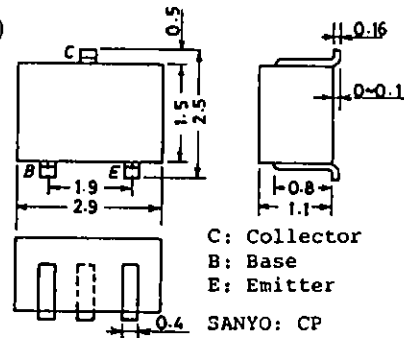 )
C
0.5
1.5
2.5
B
E
1.9
2.9
0.16
0~0.1
0.8
1.1
0.4
C: Collector
B: Base
E: Emitter
SANYO: CP